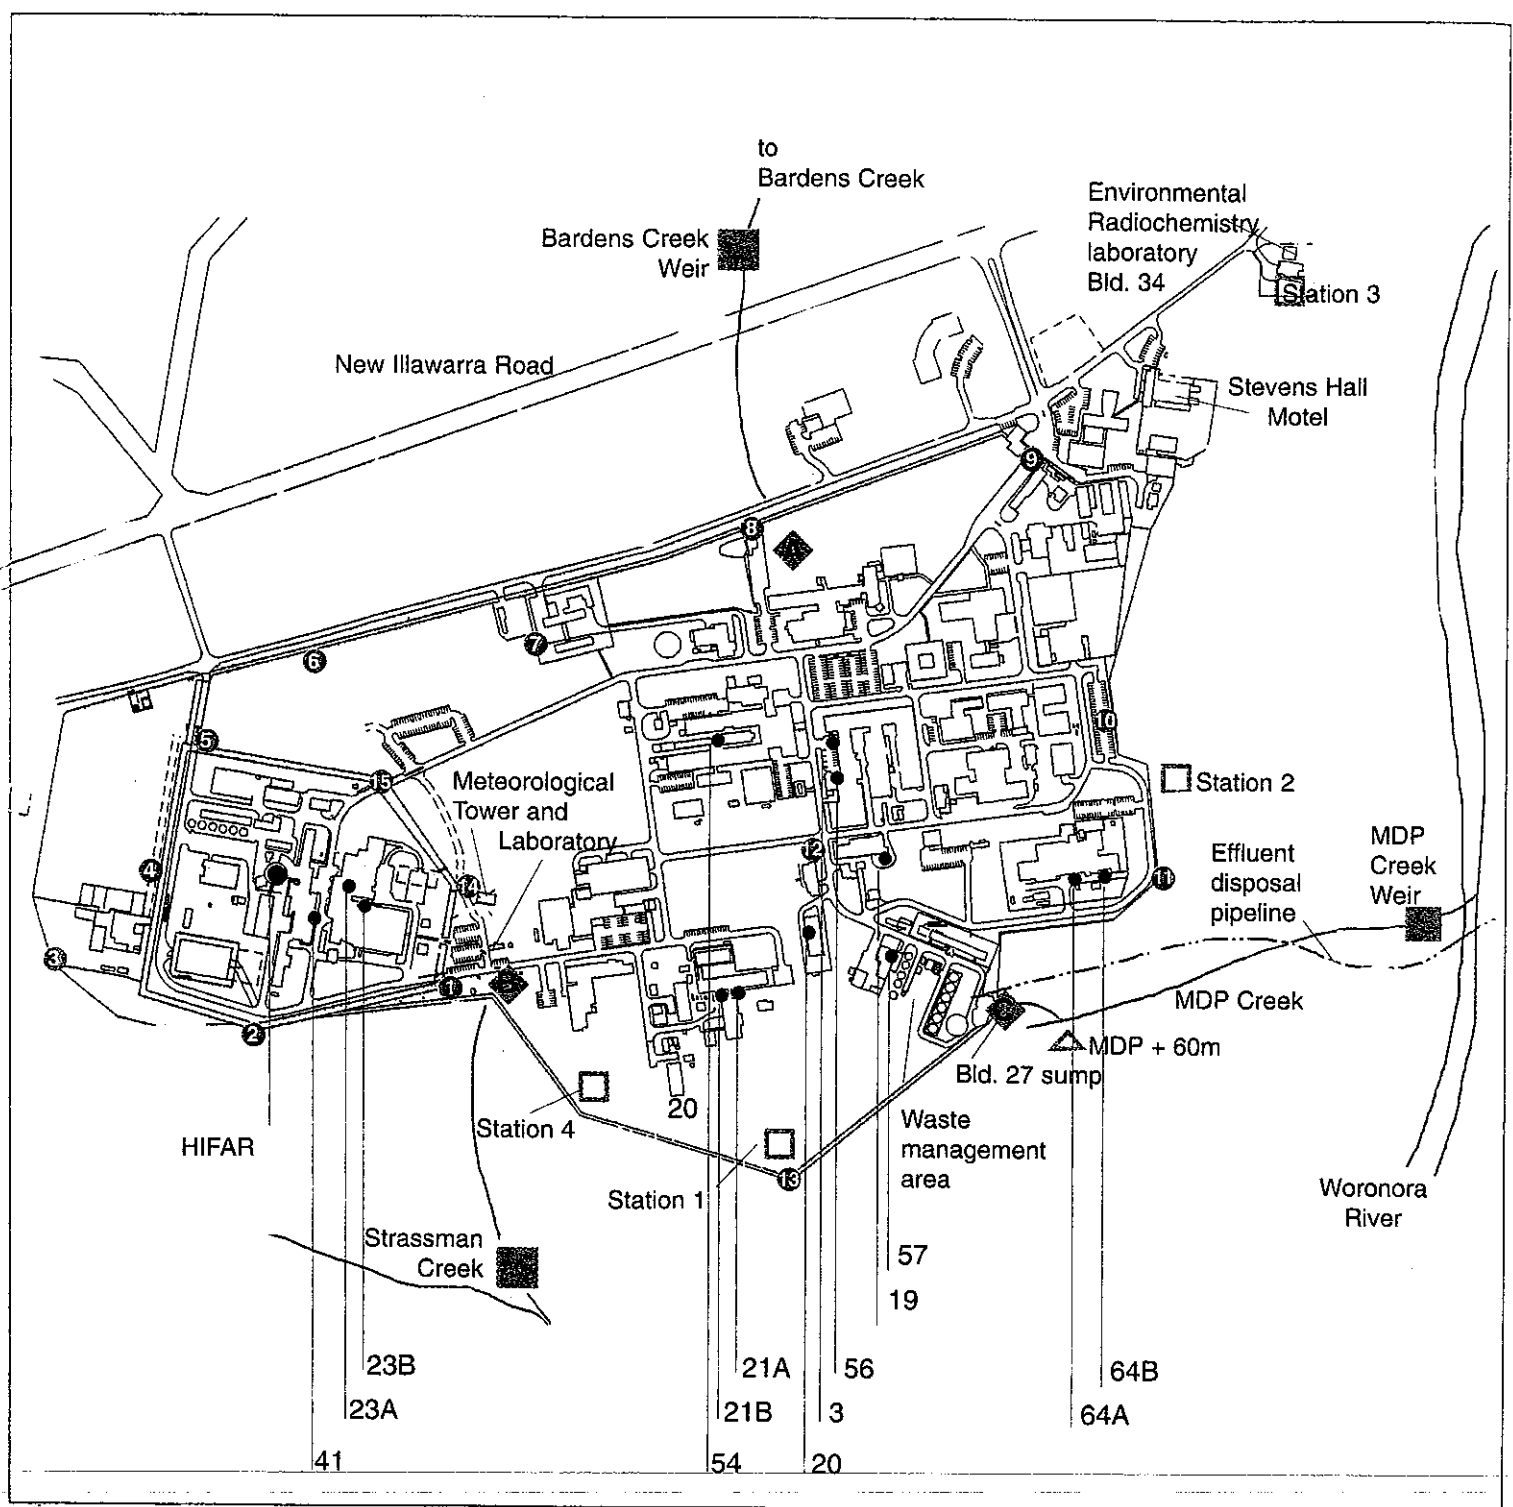 to
Bardens Creek
Environmental
Radiochemistry
laboratory
Bld. 34
Bardens Creek
Weir
Station 3
New Illawarra Road
Stevens Hall
Motel
9
8
A
7
6
10
5
15
Meteorological
Tower and
Laboratory
Station 2
MDP
Creek
Weir
12
Effluent
disposal
pipeline
4
14
11
3
1
2
MDP Creek
MDP + 60m
Bld. 27 sump
20
Station 4
Waste
management
area
HIFAR
13
Station 1
Woronora
River
Strassman
Creek
57
19
23B
21A
56
64B
23A
21B
3
64A
41
54
20